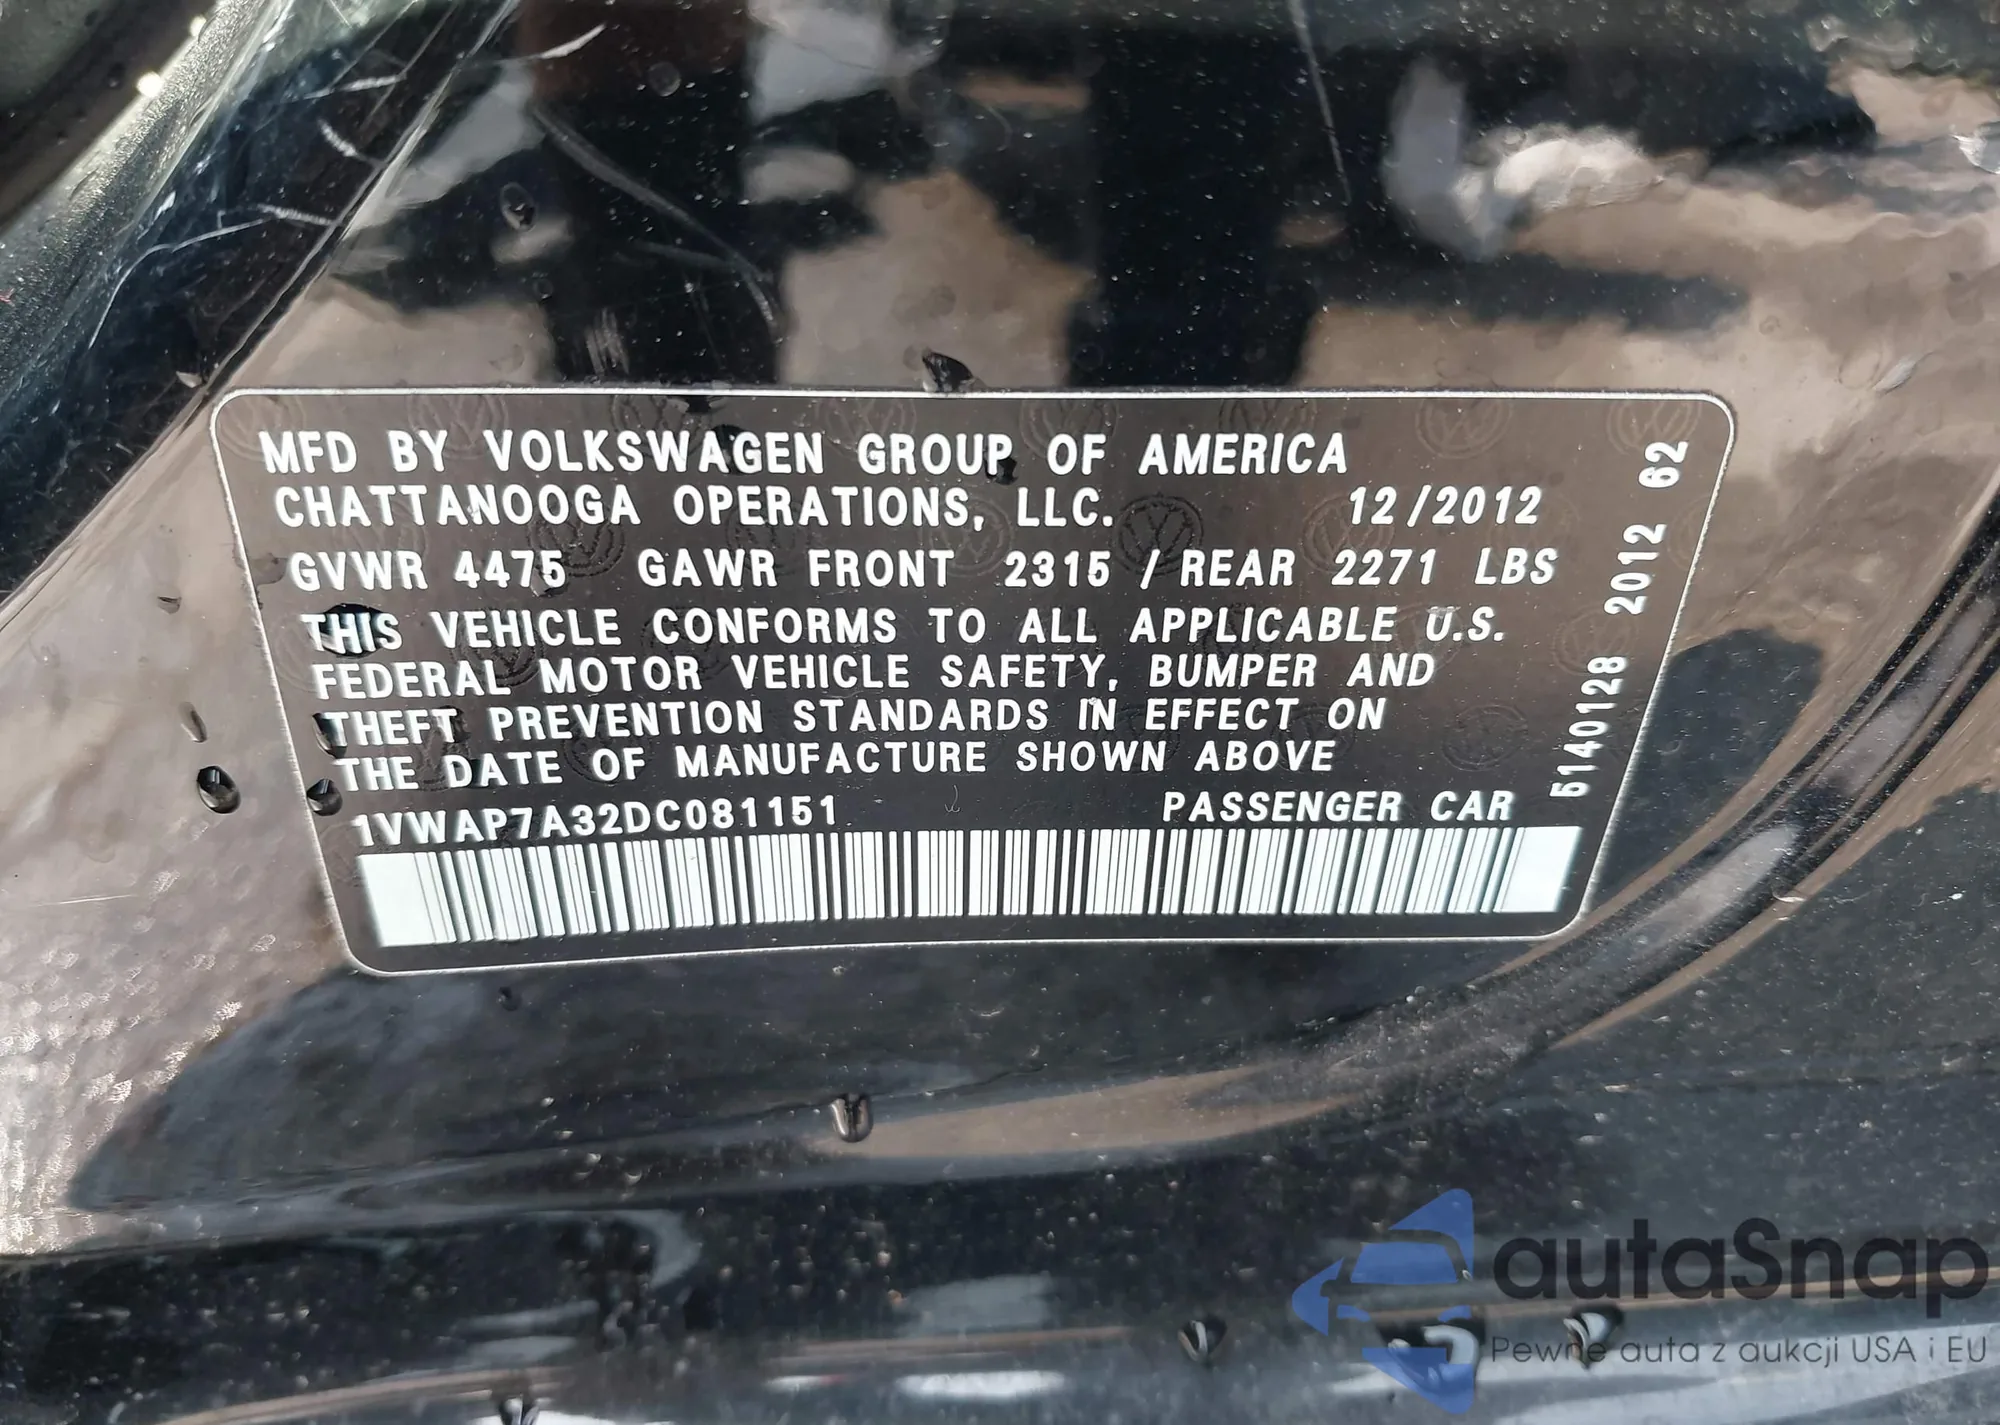 MFD BY VOLKSWAGEN GROUP OF AMERICA
CHATTANOOGA OPERATIONS, LLC. 12/2012
GVWR 4475 GAWR FRONT 2315 / REAR 2271 LBS
THIS VEHICLE CONFORMS TO ALL APPLICABLE U.S.
FEDERAL MOTOR VEHICLE SAFETY, BUMPER AND
THEFT PREVENTION STANDARDS IN EFFECT ON
THE DATE OF MANUFACTURE SHOWN ABOVE
1VWAP7A32DC081151 PASSENGER CAR
5140128 2012 62
autaSnap
Pewne auta z aukcji USA i EU